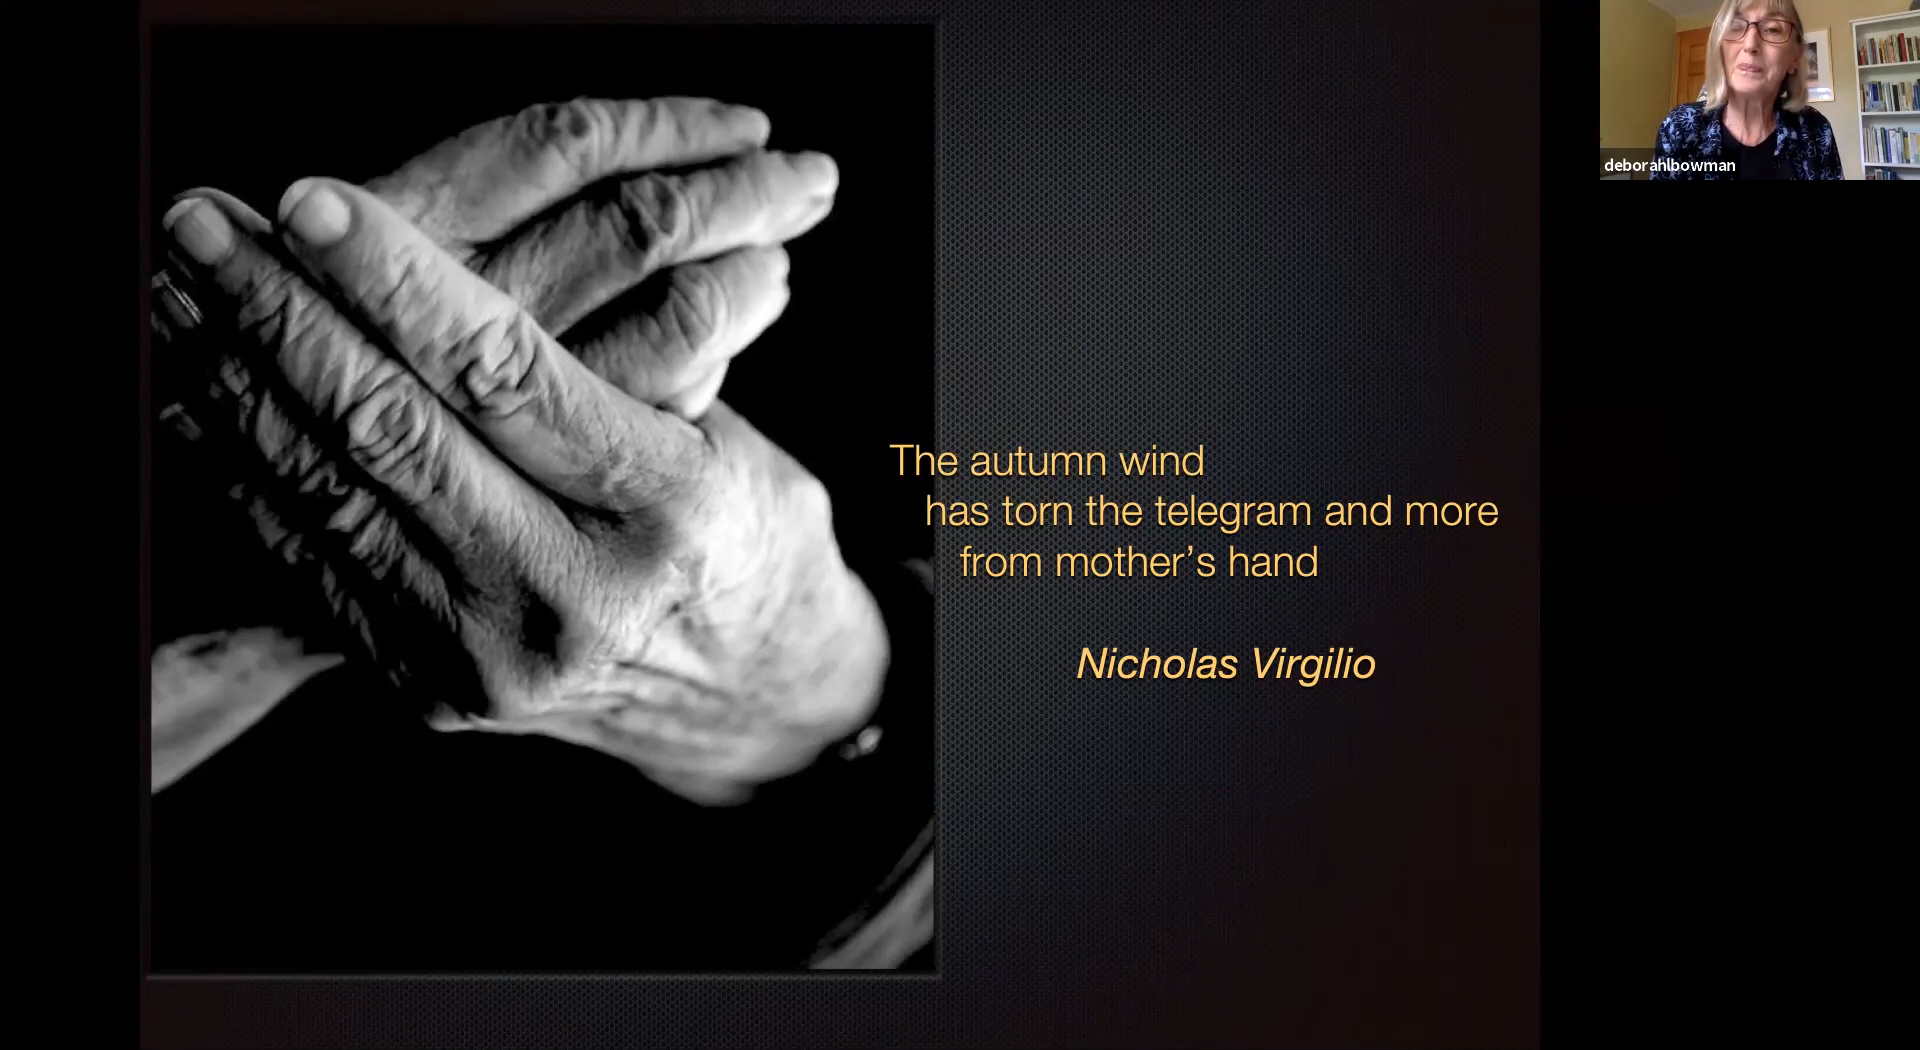 The autumn wind
has torn the telegram and more
from mother’s hand
Nicholas Virgilio
deborahlbowman